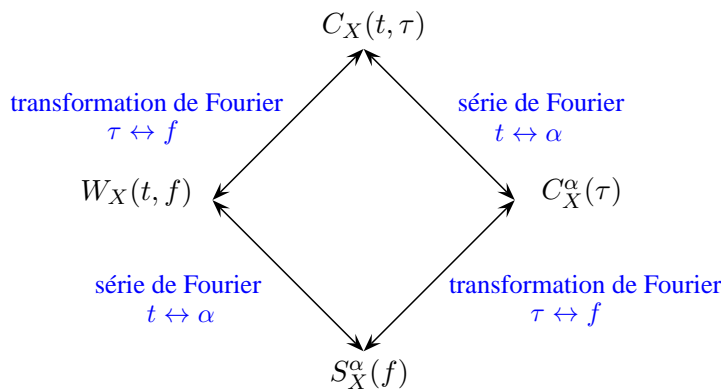 C_X(t, τ)
transformation de Fourier
τ ↔ f
série de Fourier
t ↔ α
W_X(t, f)
C_X^α(τ)
série de Fourier
t ↔ α
transformation de Fourier
τ ↔ f
S_X^α(f)